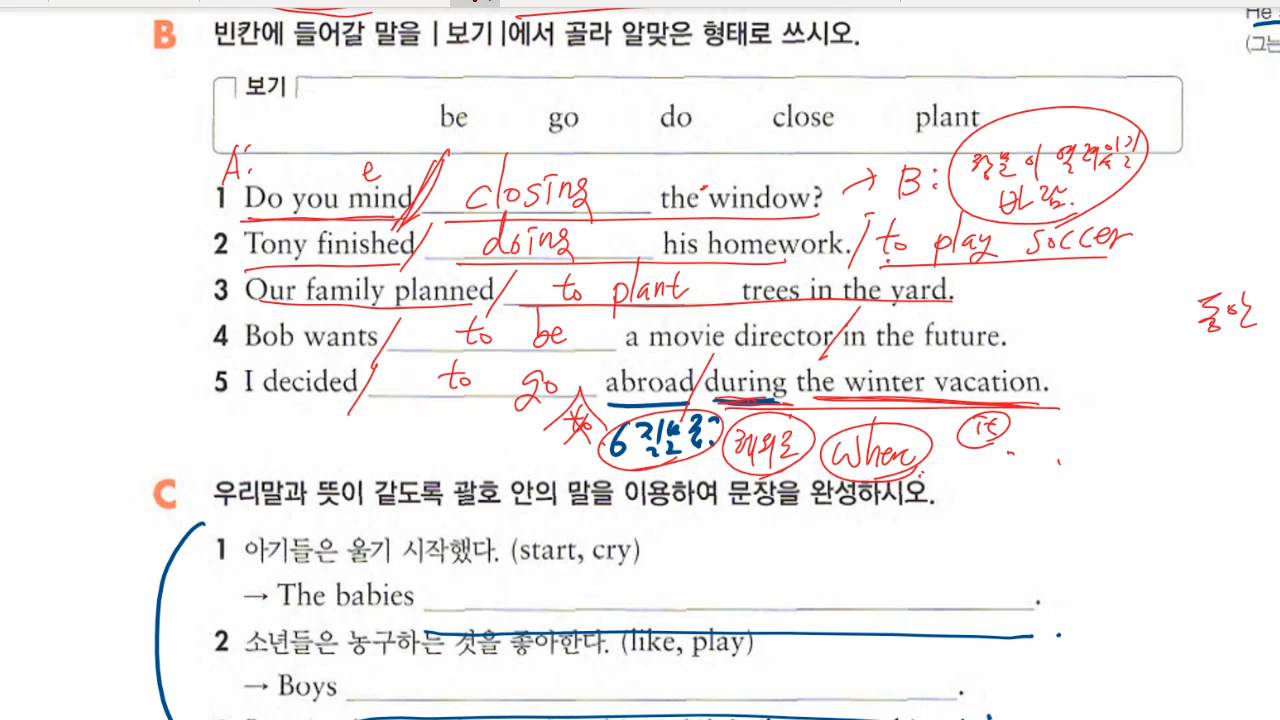 He
(그는
B 빈칸에 들어갈 말을 | 보기 |에서 골라 알맞은 형태로 쓰시오.
보기
be go do close plant
A: e
1 Do you mind closing the window? → B: 창문이 열려있길 바람.
2 Tony finished doing his homework. to play soccer
3 Our family planned to plant trees in the yard.
동안
4 Bob wants to be a movie director in the future.
5 I decided to go abroad during the winter vacation.
to 6 해외로 where it
C 우리말과 뜻이 같도록 괄호 안의 말을 이용하여 문장을 완성하시오.
1 아기들은 울기 시작했다. (start, cry)
→ The babies .
2 소년들은 농구하는 것을 좋아한다. (like, play)
→ Boys .